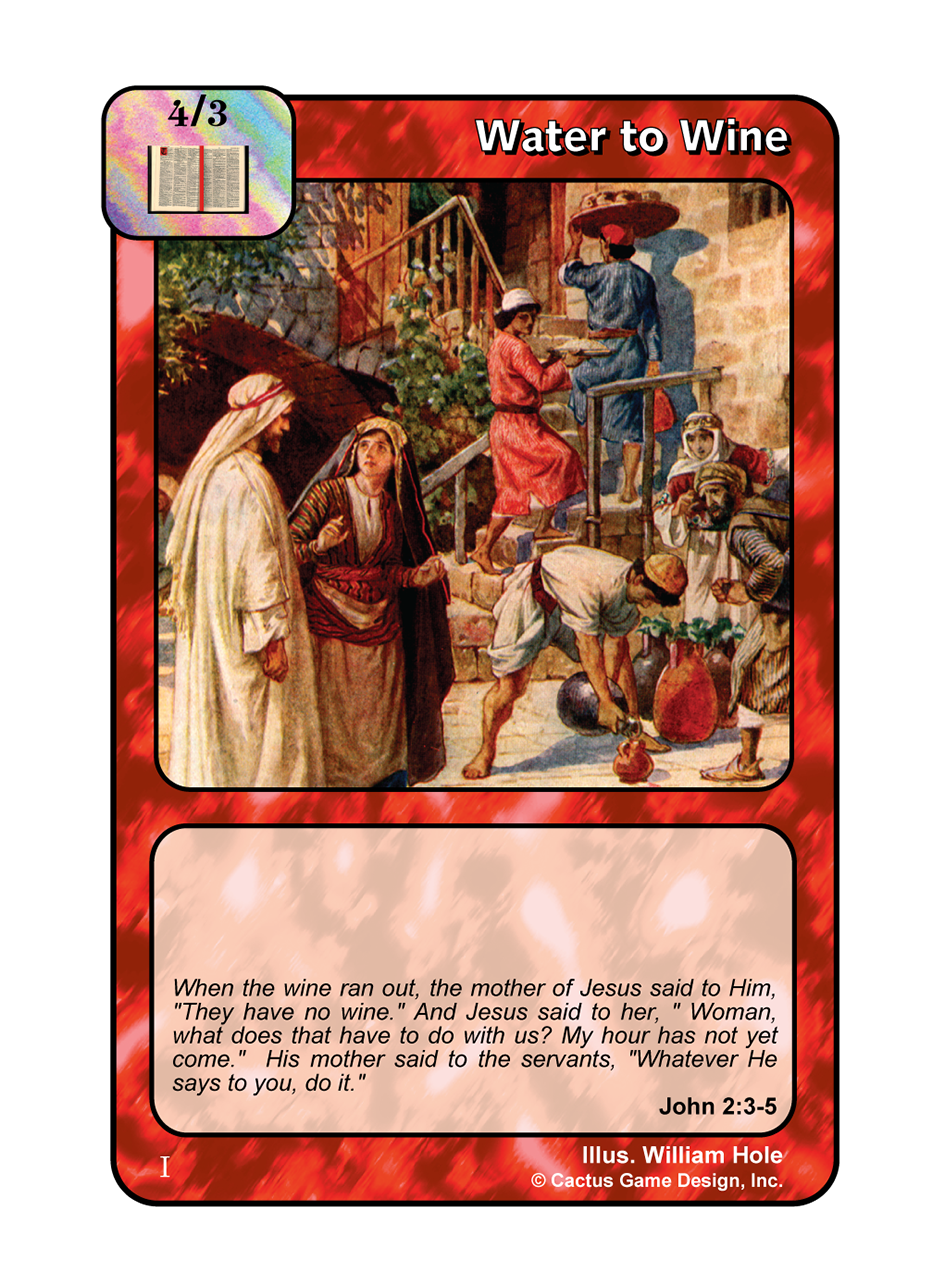 4/3
Water to Wine
When the wine ran out, the mother of Jesus said to Him,
"They have no wine." And Jesus said to her, " Woman,
what does that have to do with us? My hour has not yet
come."  His mother said to the servants, "Whatever He
says to you, do it."
John 2:3-5
I
Illus. William Hole
© Cactus Game Design, Inc.